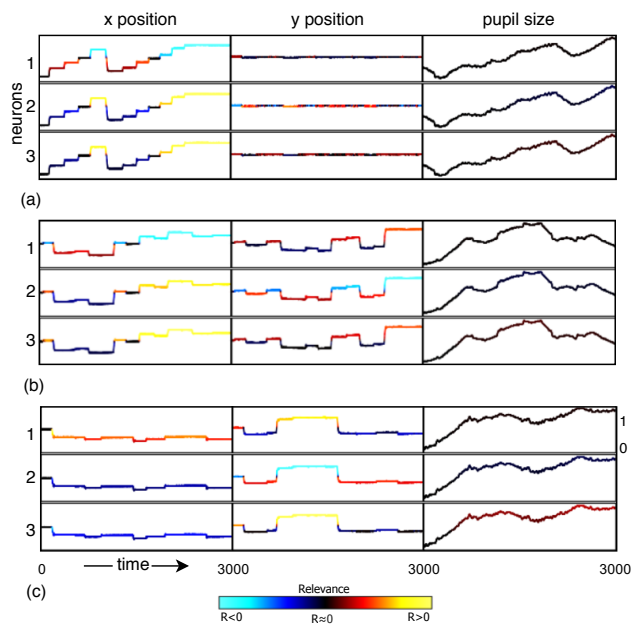 x position y position pupil size
neurons
1
2
3
(a)
1
2
3
(b)
1
2
3
1
0
0 time 3000 3000 3000
(c)
Relevance
R<0 R≈0 R>0